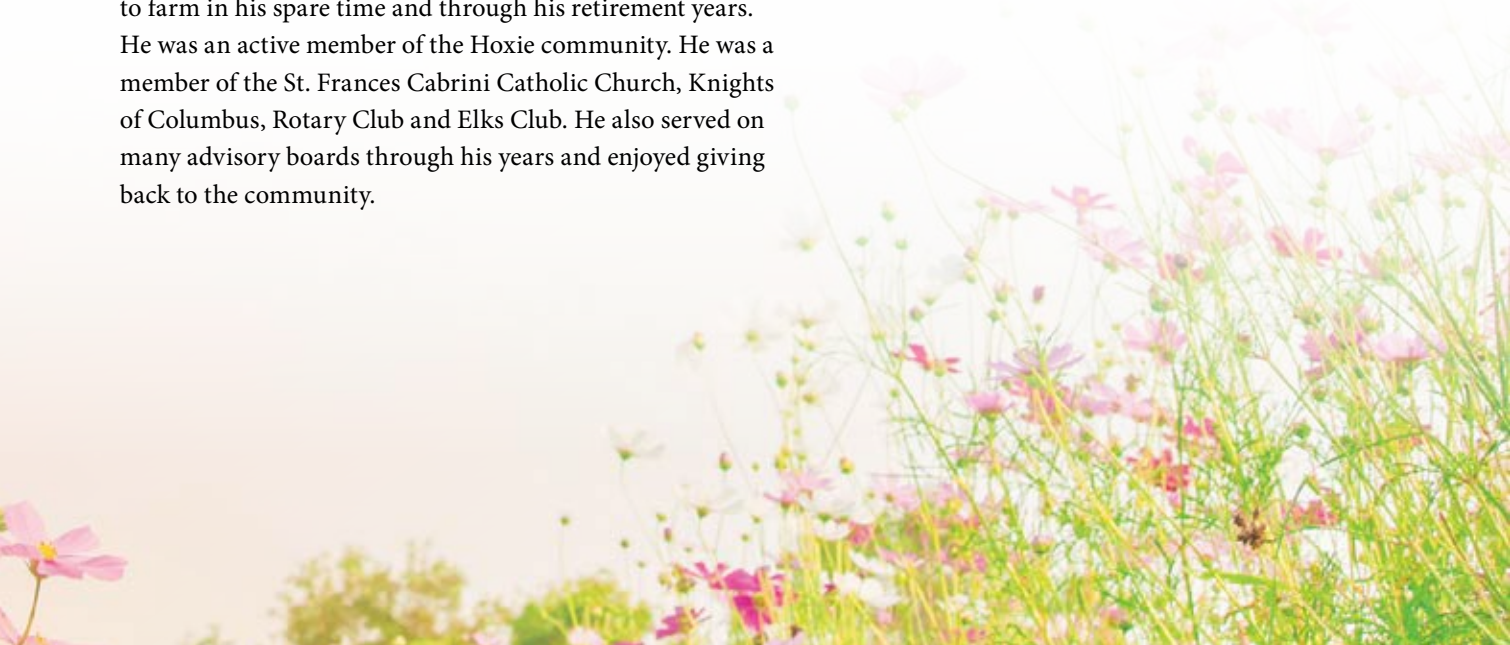 to farm in his spare time and through his retirement years.
He was an active member of the Hoxie community. He was a
member of the St. Frances Cabrini Catholic Church, Knights
of Columbus, Rotary Club and Elks Club. He also served on
many advisory boards through his years and enjoyed giving
back to the community.